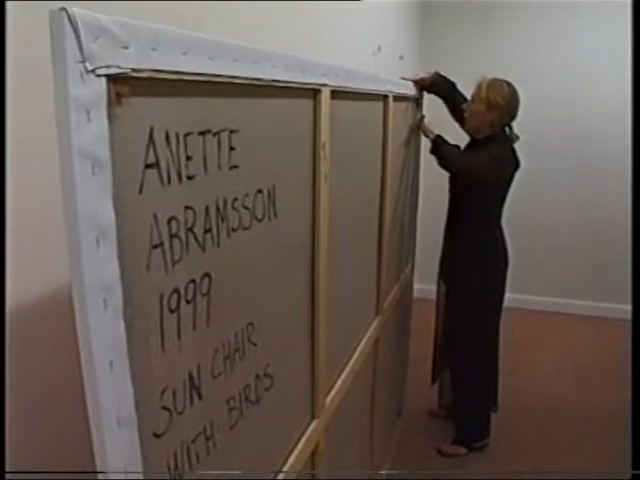 ANETTE
ABRAMSSON
1999
SUN CHAIR
WITH BIRDS